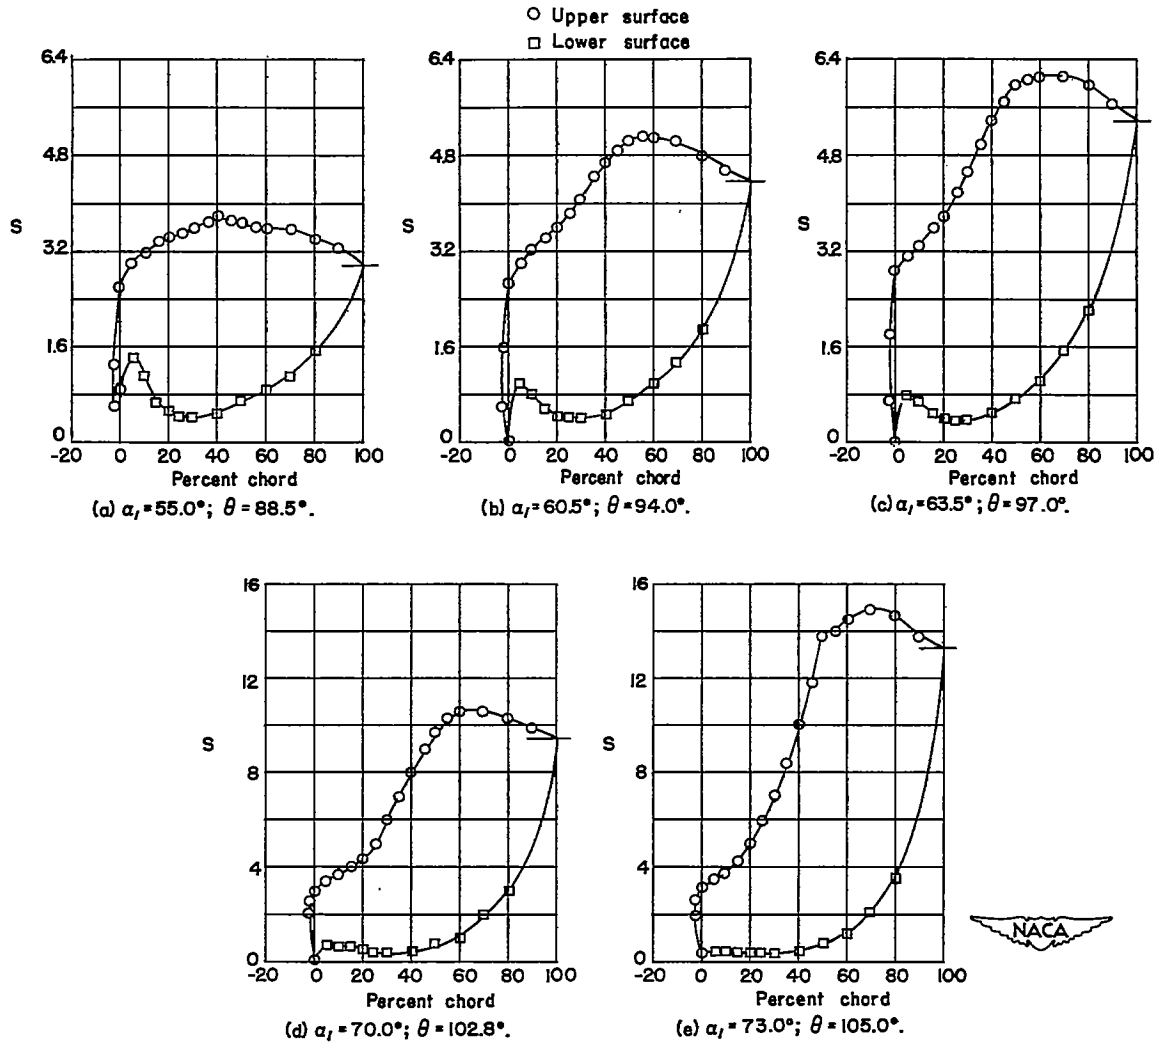 ○ Upper surface
□ Lower surface
6.4
4.8
S
3.2
1.6
0
-20 0 20 40 60 80 100
Percent chord
(a) α₁=55.0°; θ=88.5°.
6.4
4.8
S
3.2
1.6
0
-20 0 20 40 60 80 100
Percent chord
(b) α₁=60.5°; θ=94.0°.
6.4
4.8
S
3.2
1.6
0
-20 0 20 40 60 80 100
Percent chord
(c) α₁=63.5°; θ=97.0°.
16
12
S
8
4
0
-20 0 20 40 60 80 100
Percent chord
(d) α₁=70.0°; θ=102.8°.
16
12
S
8
4
0
-20 0 20 40 60 80 100
Percent chord
(e) α₁=73.0°; θ=105.0°.
NACA